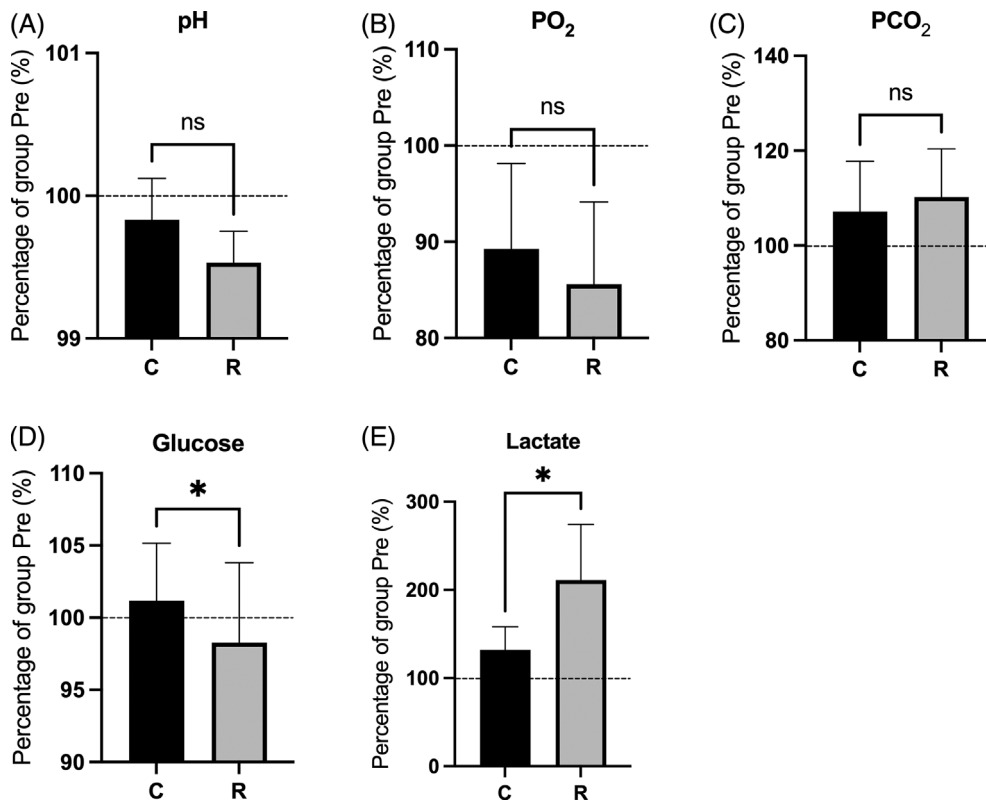 (A)
pH
Percentage of group Pre (%)
101
100
99
ns
C
R
(B)
PO₂
Percentage of group Pre (%)
110
100
90
80
ns
C
R
(C)
PCO₂
Percentage of group Pre (%)
140
120
100
80
ns
C
R
(D)
Glucose
Percentage of group Pre (%)
110
105
100
95
90
*
C
R
(E)
Lactate
Percentage of group Pre (%)
300
200
100
0
*
C
R